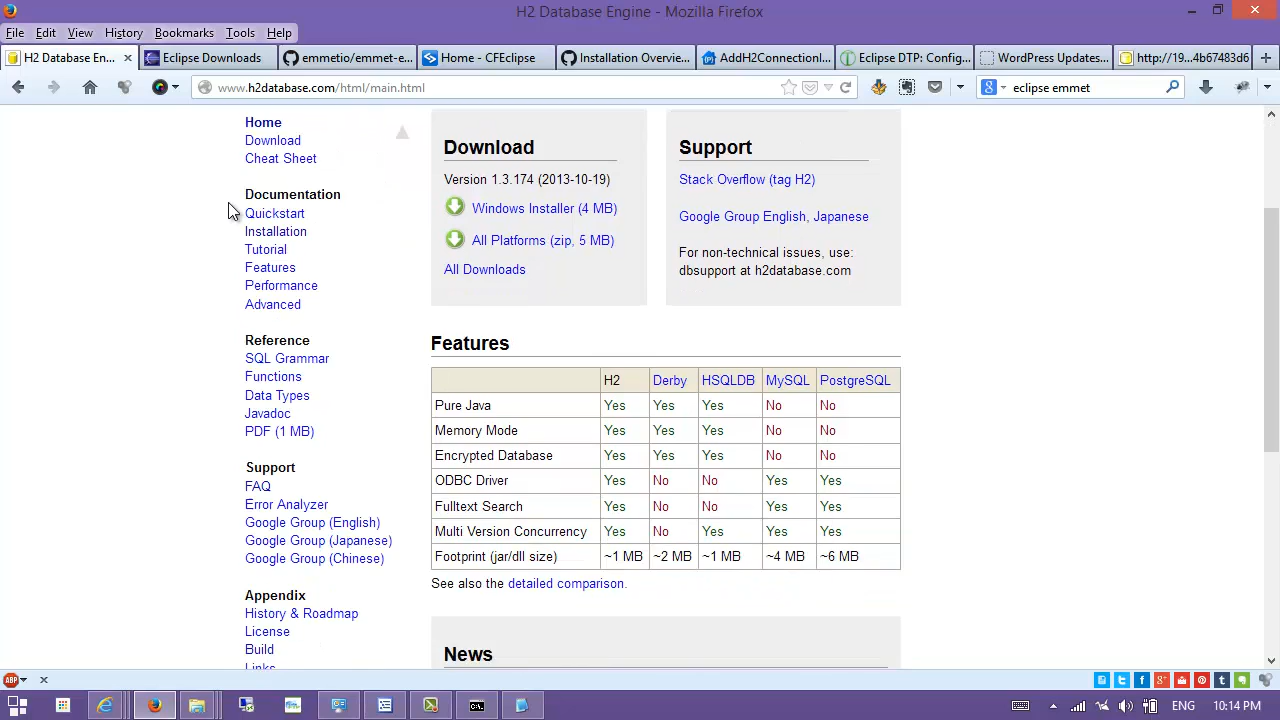 H2 Database Engine - Mozilla Firefox
File Edit View History Bookmarks Tools Help
H2 Database En... × Eclipse Downloads emmetio/emmet-e... Home - CFEclipse Installation Overvie... AddH2ConnectionI... Eclipse DTP: Config... WordPress Updates... http://19...4b67483d6
www.h2database.com/html/main.html
eclipse emmet
Home
Download
Cheat Sheet
Documentation
Quickstart
Installation
Tutorial
Features
Performance
Advanced
Reference
SQL Grammar
Functions
Data Types
Javadoc
PDF (1 MB)
Support
FAQ
Error Analyzer
Google Group (English)
Google Group (Japanese)
Google Group (Chinese)
Appendix
History & Roadmap
License
Build
Links
Download
Version 1.3.174 (2013-10-19)
Windows Installer (4 MB)
All Platforms (zip, 5 MB)
All Downloads
Support
Stack Overflow (tag H2)
Google Group English, Japanese
For non-technical issues, use:
dbsupport at h2database.com
Features
H2 Derby HSQLDB MySQL PostgreSQL
Pure Java Yes Yes Yes No No
Memory Mode Yes Yes Yes No No
Encrypted Database Yes Yes Yes No No
ODBC Driver Yes No No Yes Yes
Fulltext Search Yes No No Yes Yes
Multi Version Concurrency Yes No Yes Yes Yes
Footprint (jar/dll size) ~1 MB ~2 MB ~1 MB ~4 MB ~6 MB
See also the detailed comparison.
News
ABP
ENG 10:14 PM